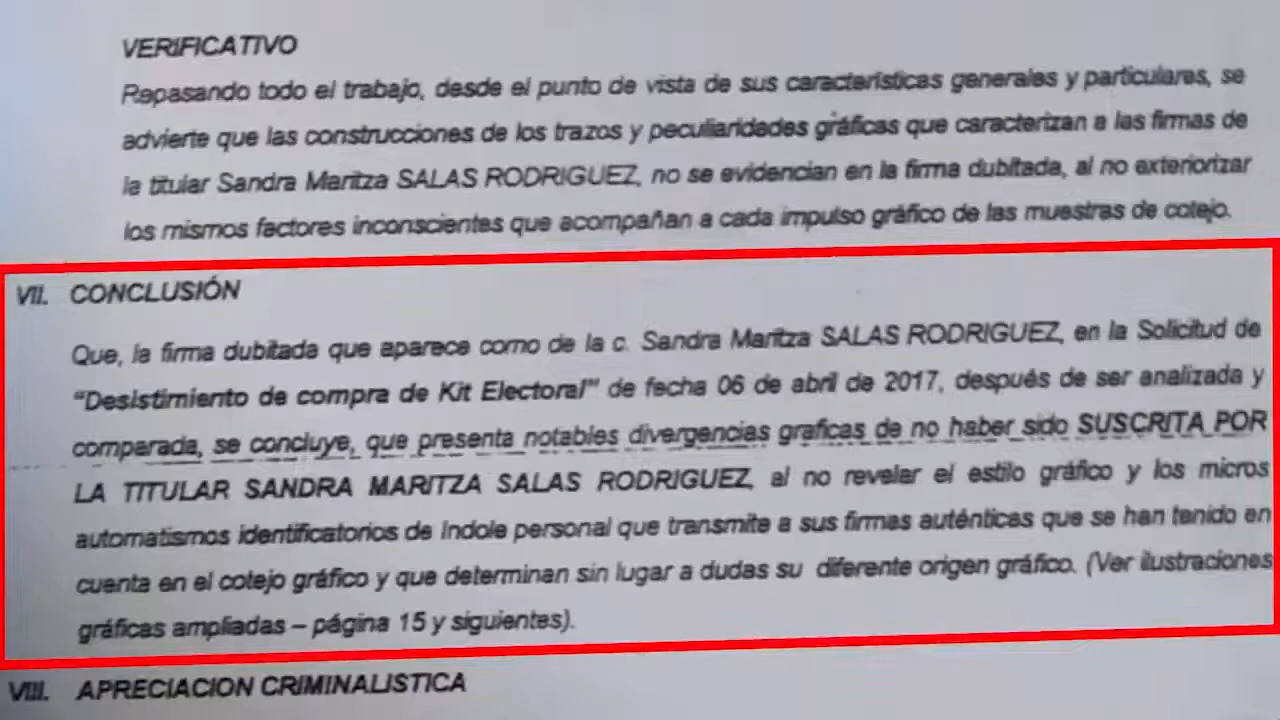 VERIFICATIVO
Repasando todo el trabajo, desde el punto de vista de sus características generales y particulares, se
advierte que las construcciones de los trazos y peculiaridades gráficas que caracterizan a las firmas de
la titular Sandra Maritza SALAS RODRIGUEZ, no se evidencian en la firma dubitada, al no exteriorizar
los mismos factores inconscientes que acompañan a cada impulso gráfico de las muestras de cotejo.
VII. CONCLUSIÓN
Que, la firma dubitada que aparece como de la c. Sandra Maritza SALAS RODRIGUEZ, en la Solicitud de
"Desistimiento de compra de Kit Electoral" de fecha 06 de abril de 2017, después de ser analizada y
comparada, se concluye, que presenta notables divergencias graficas de no haber sido SUSCRITA POR
LA TITULAR SANDRA MARITZA SALAS RODRIGUEZ, al no revelar el estilo gráfico y los micros
automatismos identificatorios de índole personal que transmite a sus firmas auténticas que se han tenido en
cuenta en el cotejo gráfico y que determinan sin lugar a dudas su diferente origen gráfico. (Ver ilustraciones
gráficas ampliadas – página 15 y siguientes).
VIII. APRECIACION CRIMINALISTICA